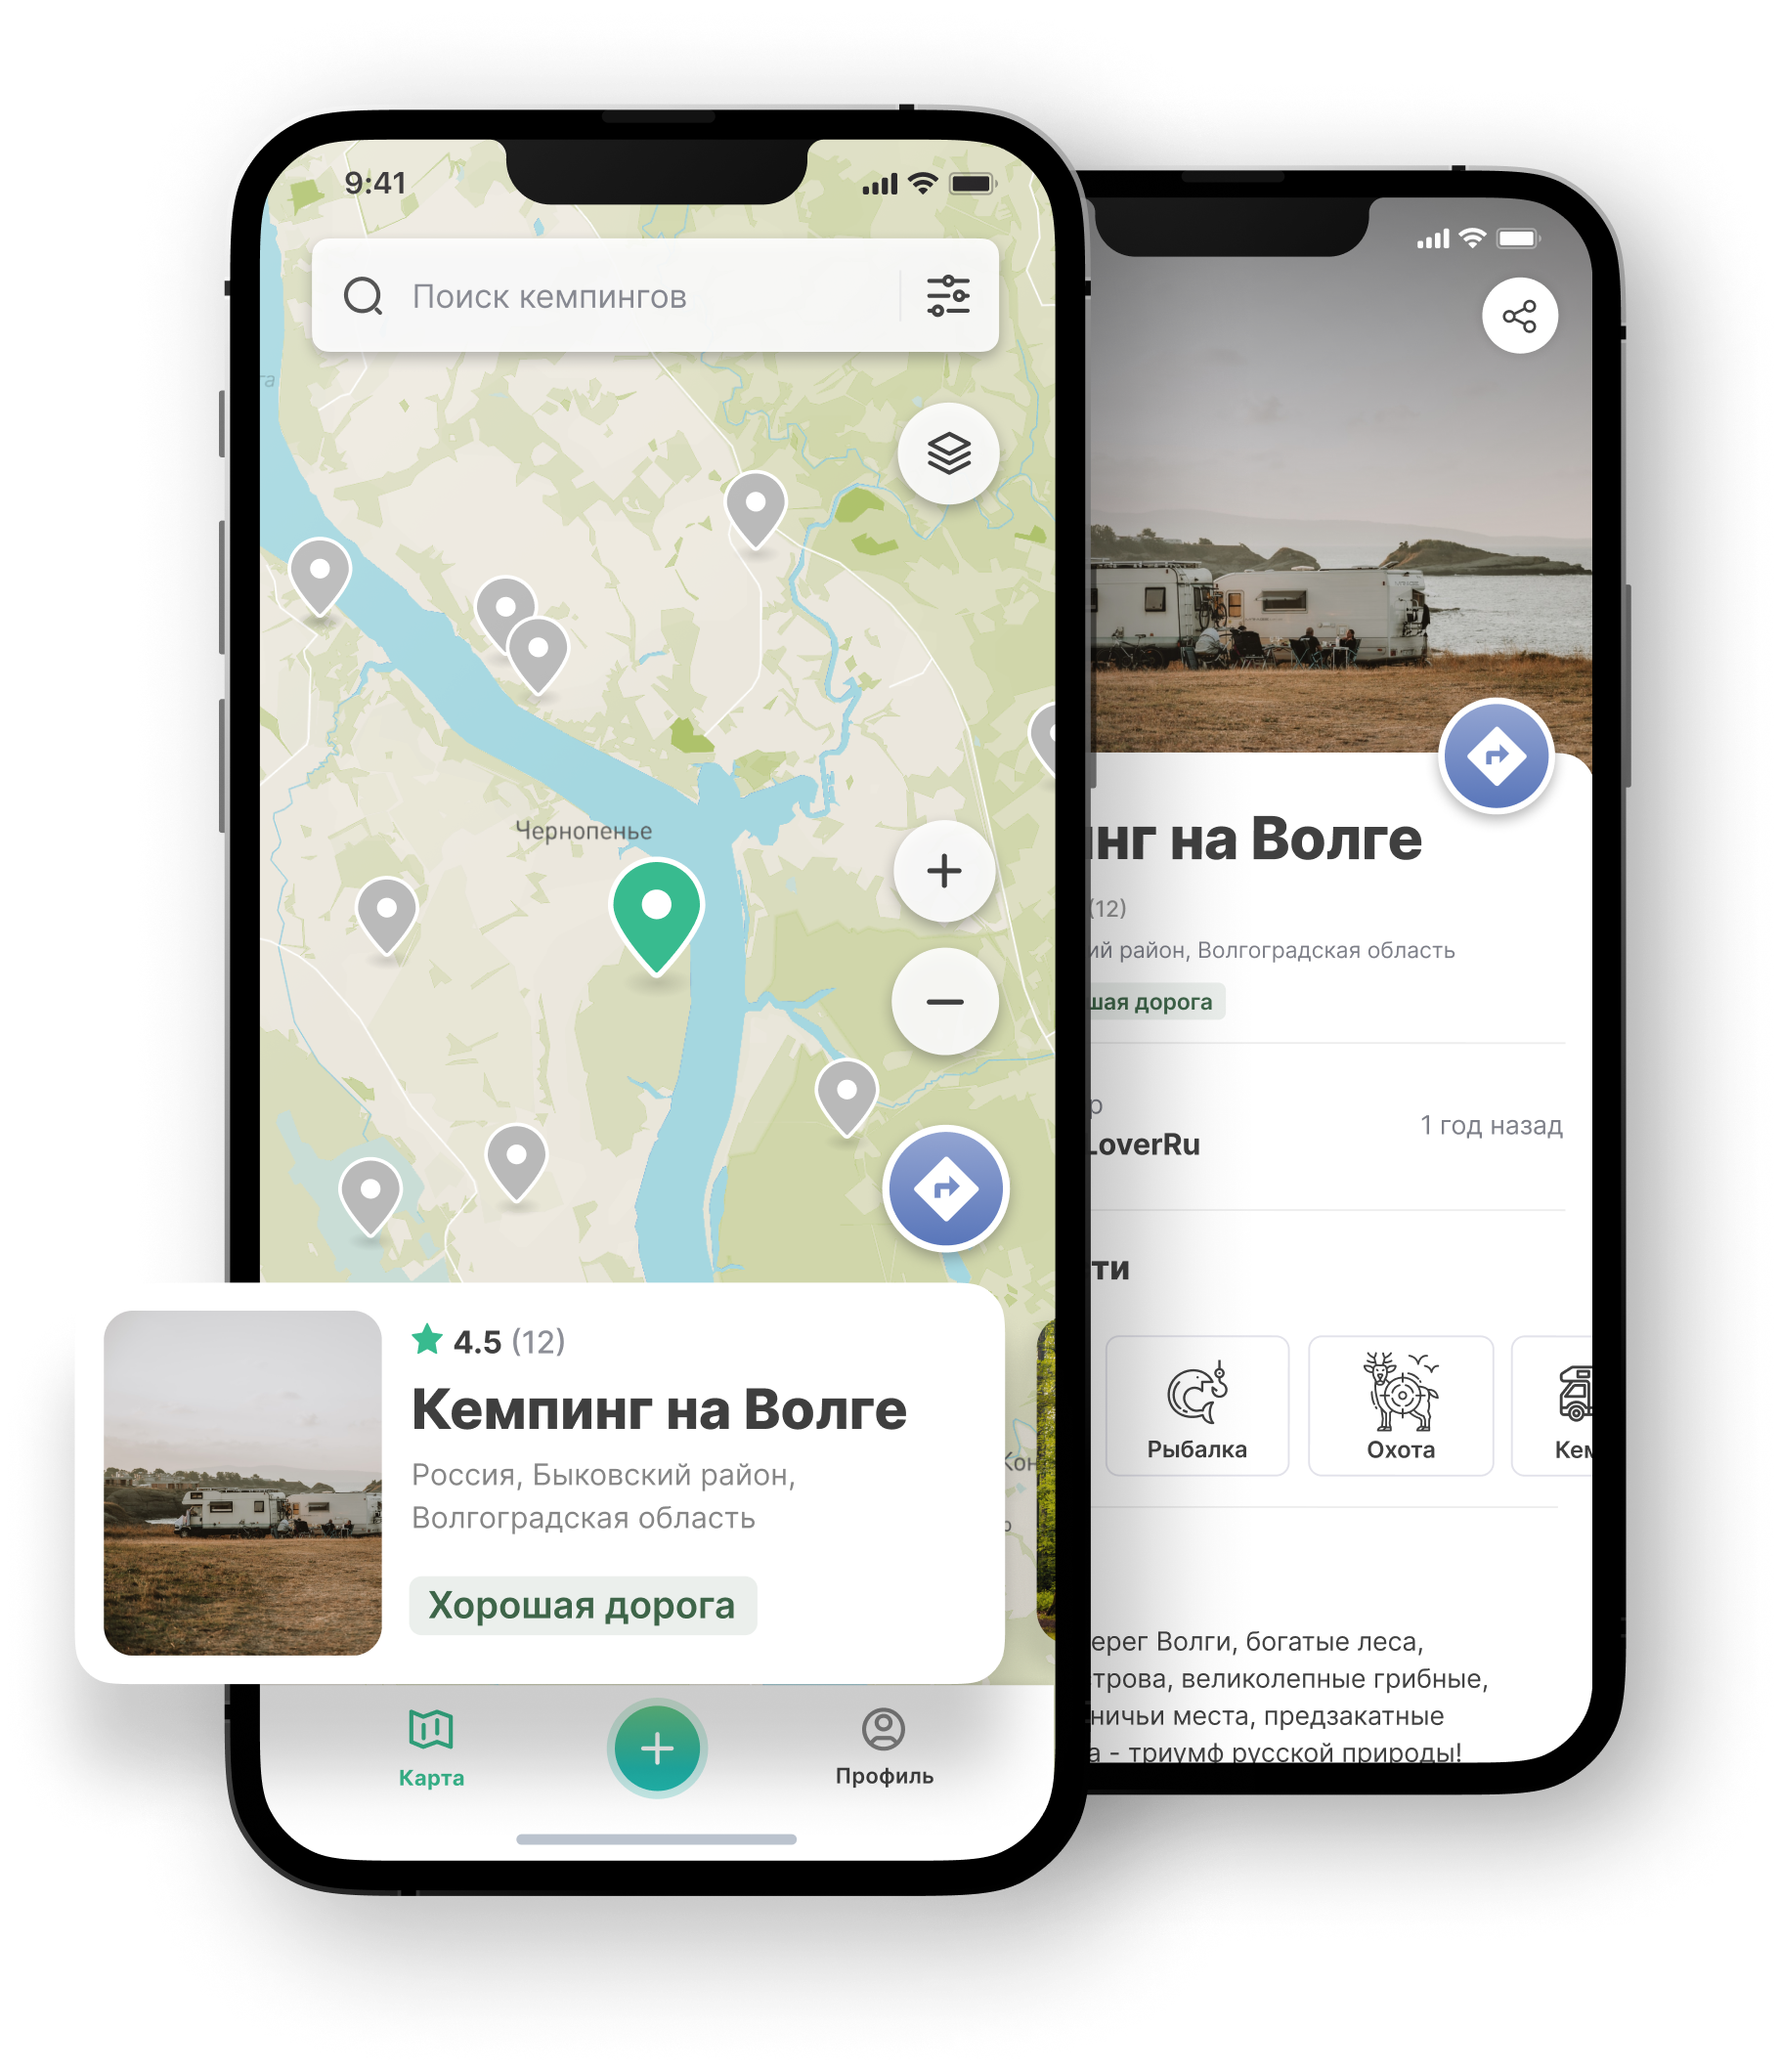 9:41
Поиск кемпингов
Чернопенье
4.5 (12)
Кемпинг на Волге
Россия, Быковский район,
Волгоградская область
Хорошая дорога
Карта
Профиль
нг на Волге
(12)
ий район, Волгоградская область
шая дорога
р
LoverRu
1 год назад
ти
Рыбалка
Охота
Кем
ерег Волги, богатые леса,
трова, великолепные грибные,
ничьи места, предзакатные
а - триумф русской природы!